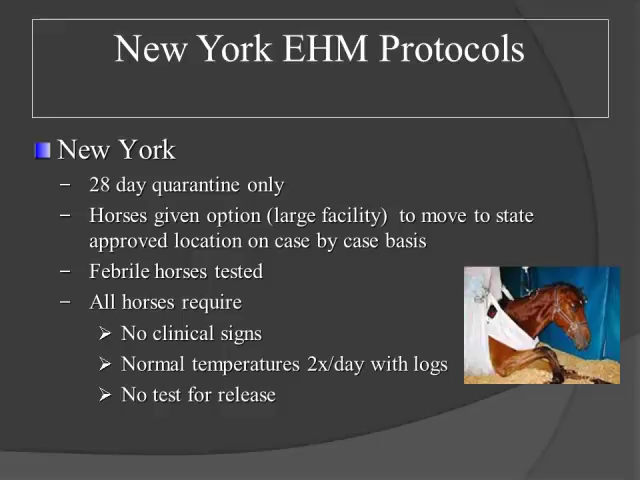 New York EHM Protocols
New York
– 28 day quarantine only
– Horses given option (large facility) to move to state
approved location on case by case basis
– Febrile horses tested
– All horses require
➢ No clinical signs
➢ Normal temperatures 2x/day with logs
➢ No test for release